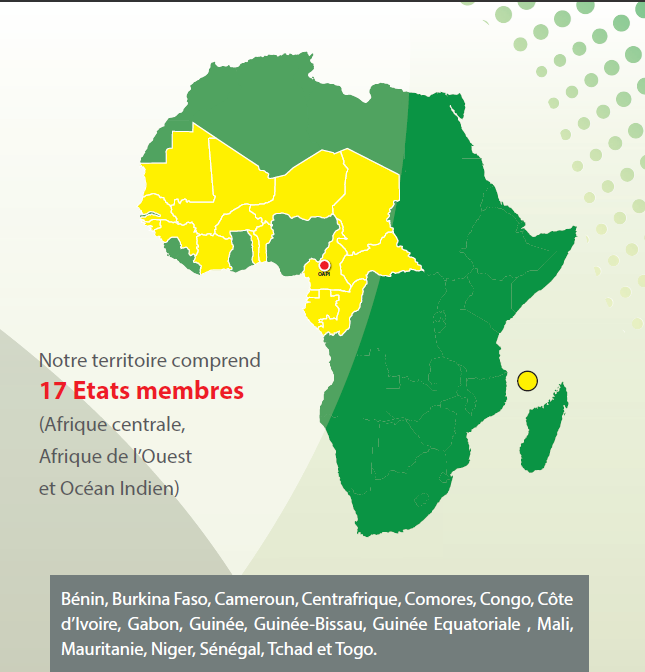 OAPI
Notre territoire comprend
17 Etats membres
(Afrique centrale,
Afrique de l’Ouest
et Océan Indien)
Bénin, Burkina Faso, Cameroun, Centrafrique, Comores, Congo, Côte
d’Ivoire, Gabon, Guinée, Guinée-Bissau, Guinée Equatoriale , Mali,
Mauritanie, Niger, Sénégal, Tchad et Togo.